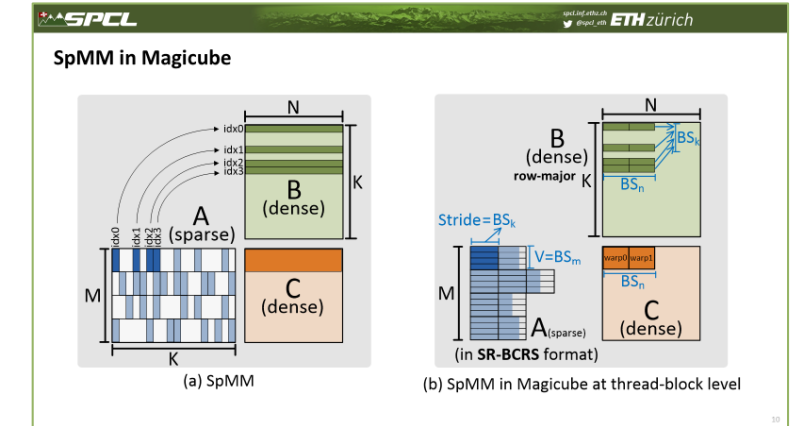 SPCL
spcl.inf.ethz.ch
@spcl_eth
ETH zürich
SpMM in Magicube
N
idx0
idx1
idx2
idx3
K
B
(dense)
A
(sparse)
idx0
idx1
idx2
idx3
M
C
(dense)
K
(a) SpMM
N
B
(dense)
row-major
K
BSk
BSn
Stride=BSk
V=BSm
warp0 warp1
BSn
M
A(sparse)
C
(dense)
(in SR-BCRS format)
(b) SpMM in Magicube at thread-block level
10